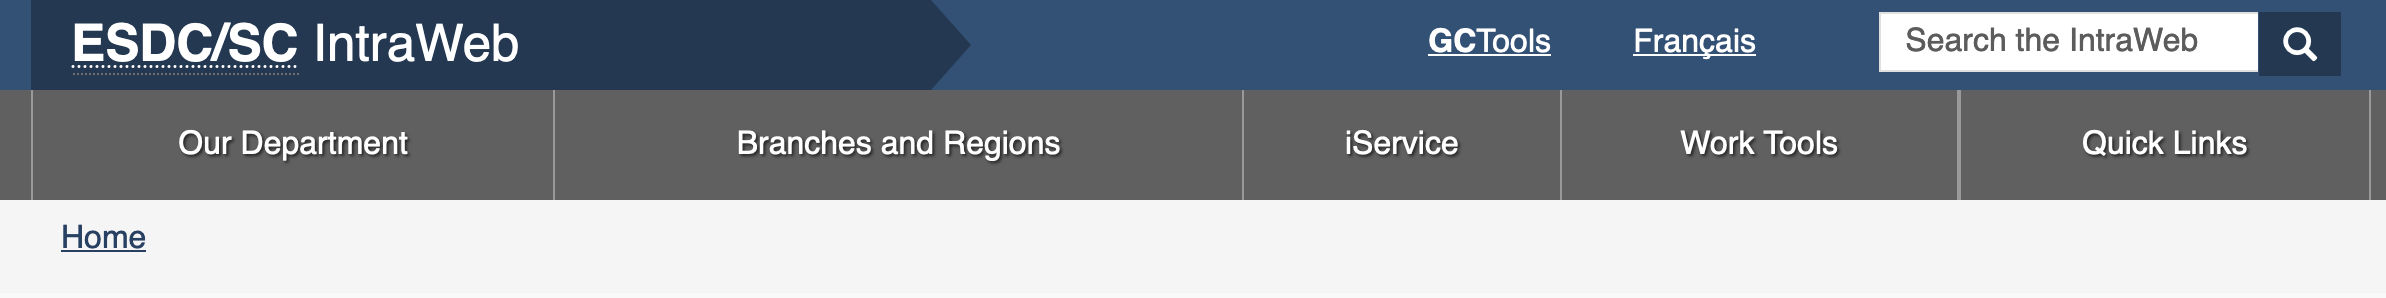 ESDC/SC IntraWeb GCTools Français Search the IntraWeb
Our Department Branches and Regions iService Work Tools Quick Links
Home